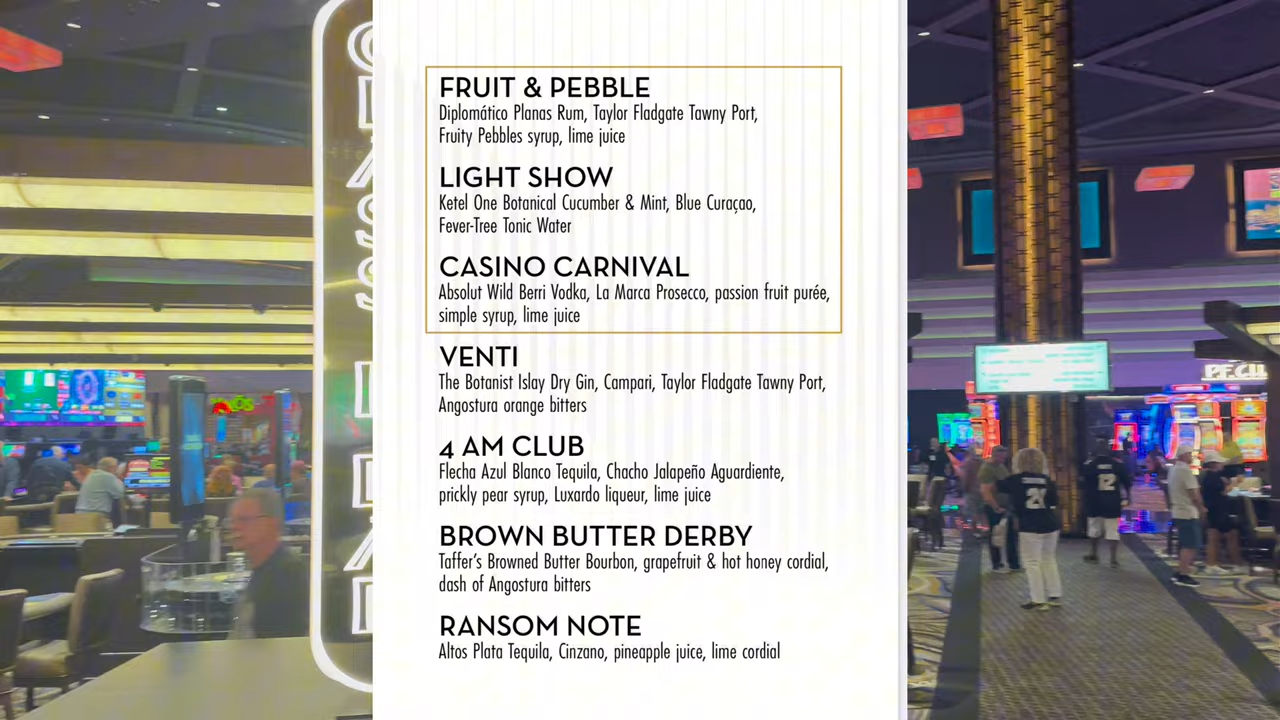 FRUIT & PEBBLE
Diplomático Planas Rum, Taylor Fladgate Tawny Port,
Fruity Pebbles syrup, lime juice
LIGHT SHOW
Ketel One Botanical Cucumber & Mint, Blue Curaçao,
Fever-Tree Tonic Water
CASINO CARNIVAL
Absolut Wild Berri Vodka, La Marca Prosecco, passion fruit purée,
simple syrup, lime juice
VENTI
The Botanist Islay Dry Gin, Campari, Taylor Fladgate Tawny Port,
Angostura orange bitters
4 AM CLUB
Flecha Azul Blanco Tequila, Chacho Jalapeño Aguardiente,
prickly pear syrup, Luxardo liqueur, lime juice
BROWN BUTTER DERBY
Taffer's Browned Butter Bourbon, grapefruit & hot honey cordial,
dash of Angostura bitters
RANSOM NOTE
Altos Plata Tequila, Cinzano, pineapple juice, lime cordial
12